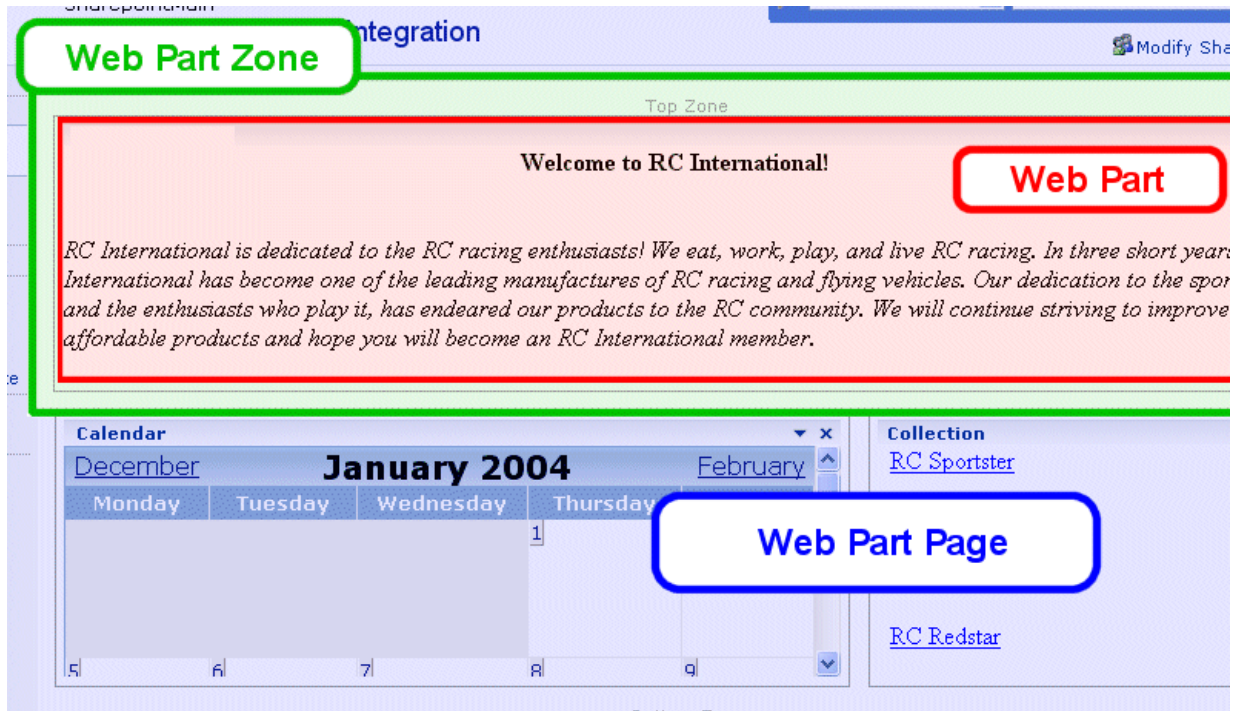 SharepointMain
Web Part Zone
ntegration
Modify Sha
Top Zone
Welcome to RC International!
Web Part
RC International is dedicated to the RC racing enthusiasts! We eat, work, play, and live RC racing. In three short years
International has become one of the leading manufactures of RC racing and flying vehicles. Our dedication to the spor
and the enthusiasts who play it, has endeared our products to the RC community. We will continue striving to improve
affordable products and hope you will become an RC International member.
Calendar
Collection
December January 2004 February
RC Sportster
Monday Tuesday Wednesday Thursday
1
Web Part Page
RC Redstar
5 6 7 8 9